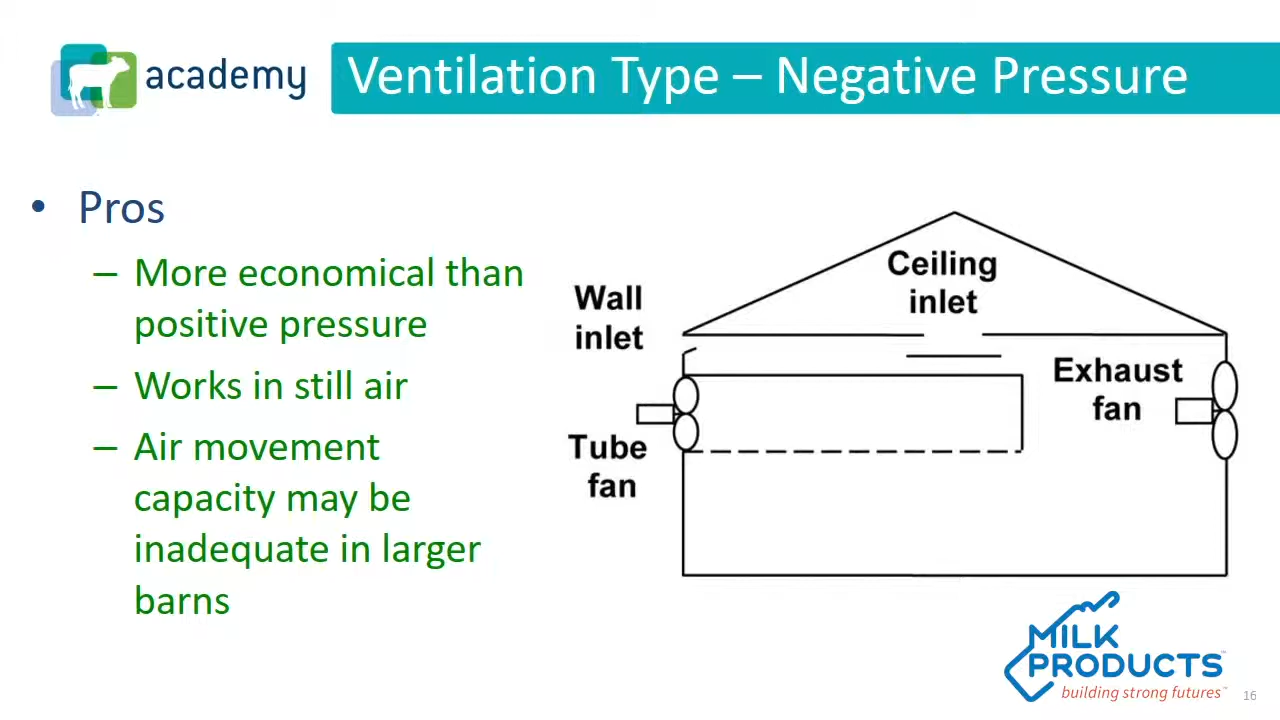 academy
Ventilation Type – Negative Pressure
• Pros
– More economical than
positive pressure
– Works in still air
– Air movement
capacity may be
inadequate in larger
barns
Ceiling
inlet
Wall
inlet
Exhaust
fan
Tube
fan
MILK
PRODUCTS™
building strong futures™
16